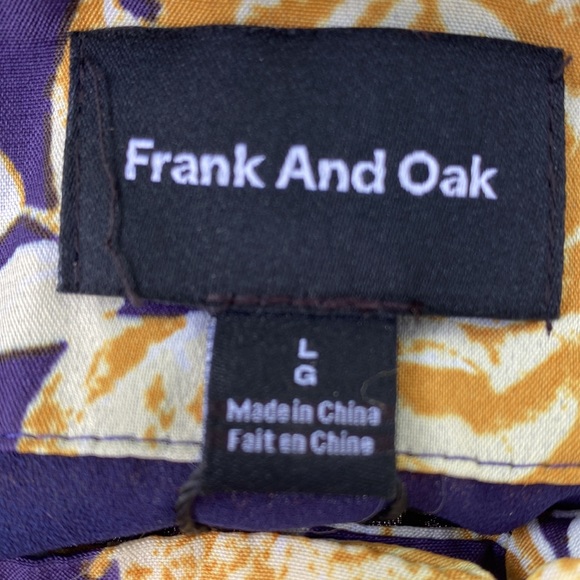 Frank And Oak
L
G
Made in China
Fait en Chine